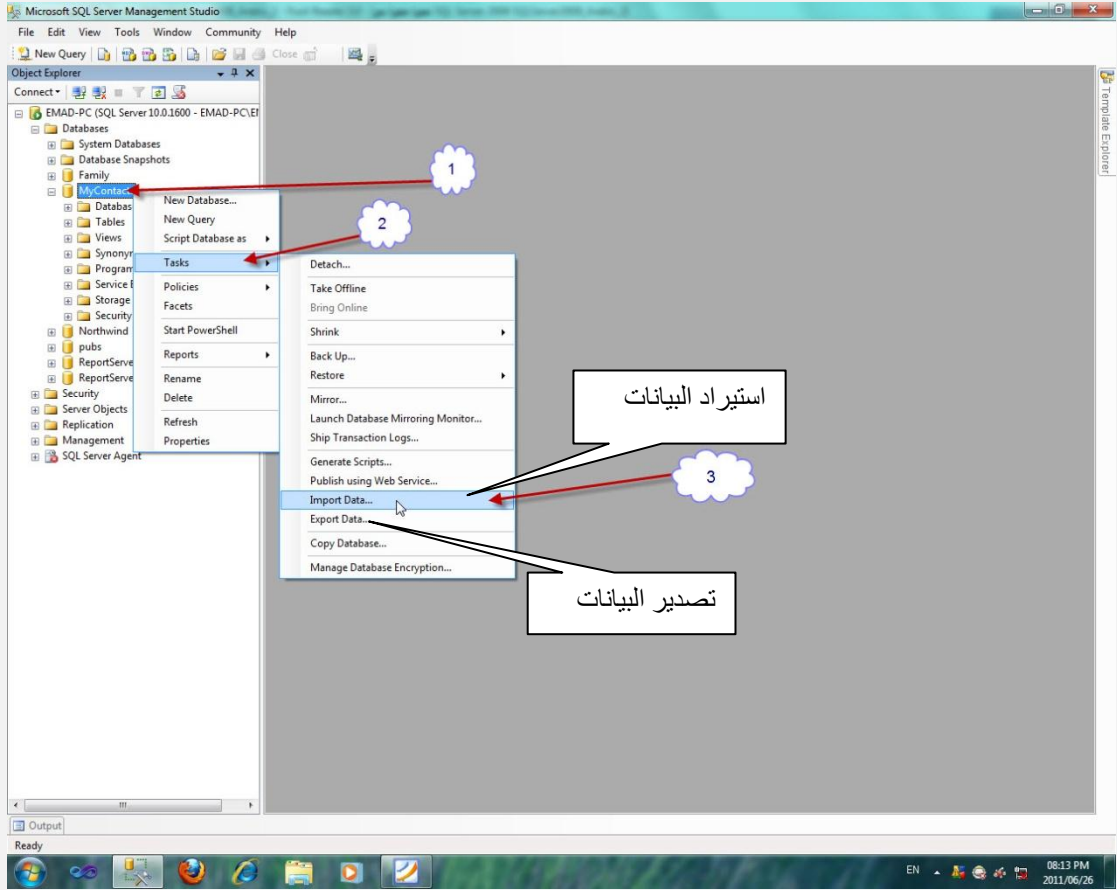 Microsoft SQL Server Management Studio
File Edit View Tools Window Community Help
New Query Close
Object Explorer
Connect
EMAD-PC (SQL Server 10.0.1600 - EMAD-PC\
Databases
System Databases
Database Snapshots
Family
MyContac
Databas
Tables
Views
Synonyn
Program
Service
Storage
Security
Northwind
pubs
ReportServe
ReportServe
Security
Server Objects
Replication
Management
SQL Server Agent
New Database...
New Query
Script Database as
Tasks
Policies
Facets
Start PowerShell
Reports
Rename
Delete
Refresh
Properties
Detach...
Take Offline
Bring Online
Shrink
Back Up...
Restore
Mirror...
Launch Database Mirroring Monitor...
Ship Transaction Logs...
Generate Scripts...
Publish using Web Service...
Import Data...
Export Data...
Copy Database...
Manage Database Encryption...
1
2
استيراد البيانات
3
تصدير البيانات
Template Explorer
Output
Ready
EN
08:13 PM
2011/06/26